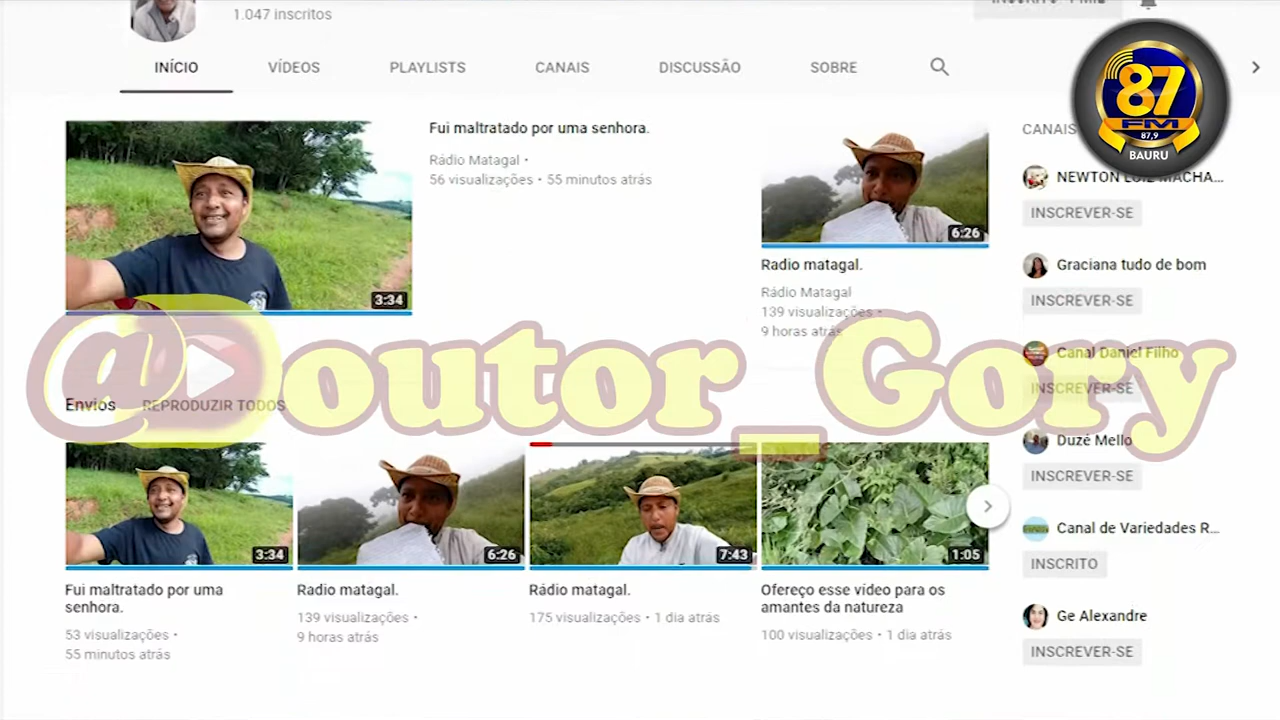 1.047 inscritos
INÍCIO VÍDEOS PLAYLISTS CANAIS DISCUSSÃO SOBRE
87
FM
87,9
BAURU
Fui maltratado por uma senhora.
Rádio Matagal •
56 visualizações • 55 minutos atrás
3:34
6:26
Radio matagal.
Rádio Matagal
139 visualizações •
9 horas atrás
CANAIS
INSCREVER-SE
Graciana tudo de bom
INSCREVER-SE
Canal Daniel Filho
INSCREVER-SE
Duzé Mello
INSCREVER-SE
Canal de Variedades R...
INSCRITO
Ge Alexandre
INSCREVER-SE
@Doutor_Gory
Envios REPRODUZIR TODOS
3:34
Fui maltratado por uma
senhora.
53 visualizações •
55 minutos atrás
6:26
Radio matagal.
139 visualizações •
9 horas atrás
7:43
Rádio matagal.
175 visualizações • 1 dia atrás
1:05
Ofereço esse vídeo para os
amantes da natureza
100 visualizações • 1 dia atrás